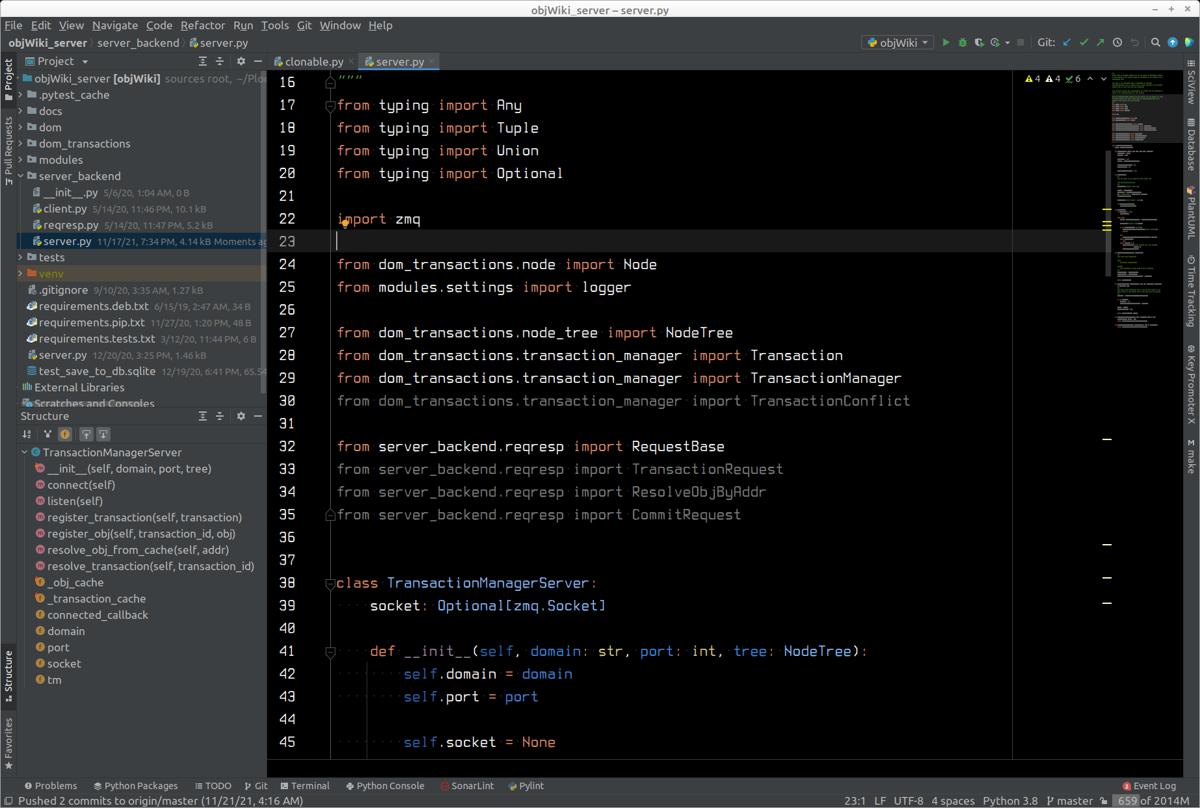 objWiki_server – server.py
File Edit View Navigate Code Refactor Run Tools Git Window Help
objWiki_server server_backend server.py
objWiki
Git:
Project
Pull Requests
Structure
Favorites
Project
objWiki_server [objWiki] sources root, ~/Plo
.pytest_cache
docs
dom
dom_transactions
modules
server_backend
__init__.py 5/6/20, 1:04 AM, 0 B
client.py 5/14/20, 11:46 PM, 10.1 kB
reqresp.py 5/14/20, 11:47 PM, 5.2 kB
server.py 11/17/21, 7:34 PM, 4.14 kB Moments ag
tests
venv
.gitignore 9/10/20, 3:35 AM, 1.27 kB
requirements.deb.txt 6/15/19, 2:47 AM, 34 B
requirements.pip.txt 11/27/20, 1:20 PM, 48 B
requirements.tests.txt 3/12/20, 11:44 PM, 6 B
server.py 12/20/20, 3:25 PM, 1.46 kB
test_save_to_db.sqlite 12/19/20, 6:41 PM, 65.54
External Libraries
Scratches and Consoles
Structure
TransactionManagerServer
__init__(self, domain, port, tree)
connect(self)
listen(self)
register_transaction(self, transaction)
register_obj(self, transaction_id, obj)
resolve_obj_from_cache(self, addr)
resolve_transaction(self, transaction_id)
_obj_cache
_transaction_cache
connected_callback
domain
port
socket
tm
clonable.py server.py
4 4 6
16 """
17 from typing import Any
18 from typing import Tuple
19 from typing import Union
20 from typing import Optional
21
22 import zmq
23
24 from dom_transactions.node import Node
25 from modules.settings import logger
26
27 from dom_transactions.node_tree import NodeTree
28 from dom_transactions.transaction_manager import Transaction
29 from dom_transactions.transaction_manager import TransactionManager
30 from dom_transactions.transaction_manager import TransactionConflict
31
32 from server_backend.reqresp import RequestBase
33 from server_backend.reqresp import TransactionRequest
34 from server_backend.reqresp import ResolveObjByAddr
35 from server_backend.reqresp import CommitRequest
36
37
38 class TransactionManagerServer:
39 socket: Optional[zmq.Socket]
40
41 def __init__(self, domain: str, port: int, tree: NodeTree):
42 self.domain = domain
43 self.port = port
44
45 self.socket = None
SciView
Database
PlantUML
Time Tracking
Key Promoter X
M make
Problems Python Packages TODO Git Terminal Python Console SonarLint Pylint 2 Event Log
Pushed 2 commits to origin/master (11/21/21, 4:16 AM) 23:1 LF UTF-8 4 spaces Python 3.8 master 659 of 2014M